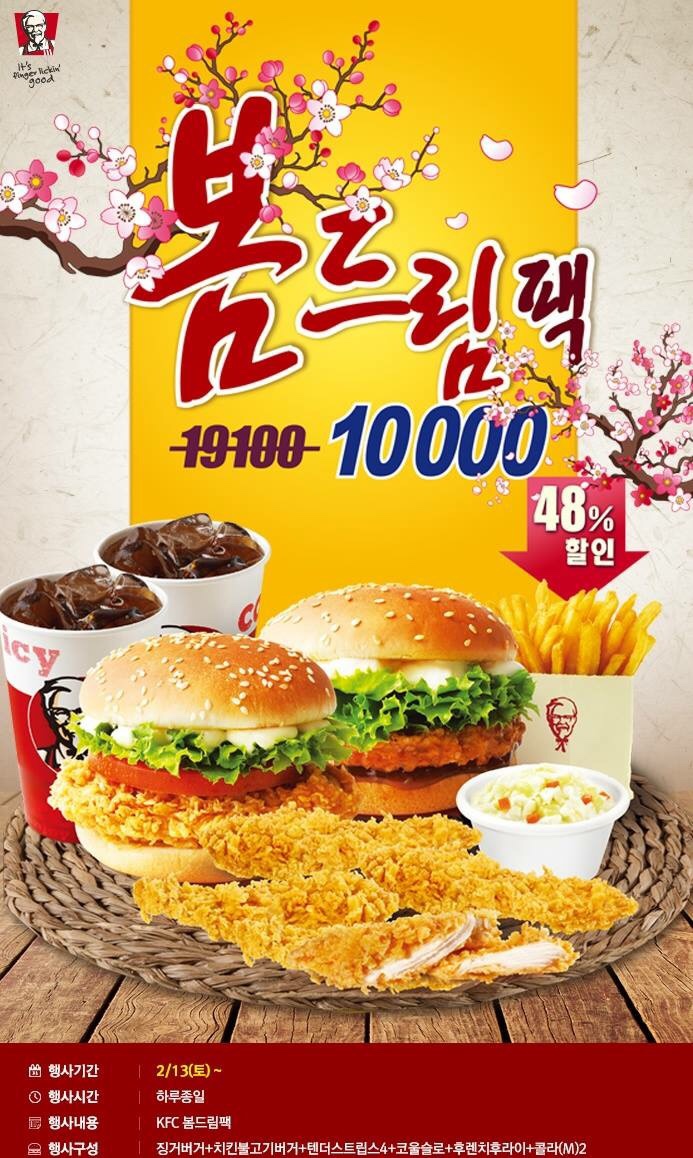 It's
finger lickin'
good
봄드림팩
19100 10000
48%
할인
icy
행사기간 2/13(토) ~
행사시간 하루종일
행사내용 KFC 봄드림팩
행사구성 징거버거+치킨불고기버거+텐더스트립스4+코울슬로+후렌치후라이+콜라(M)2